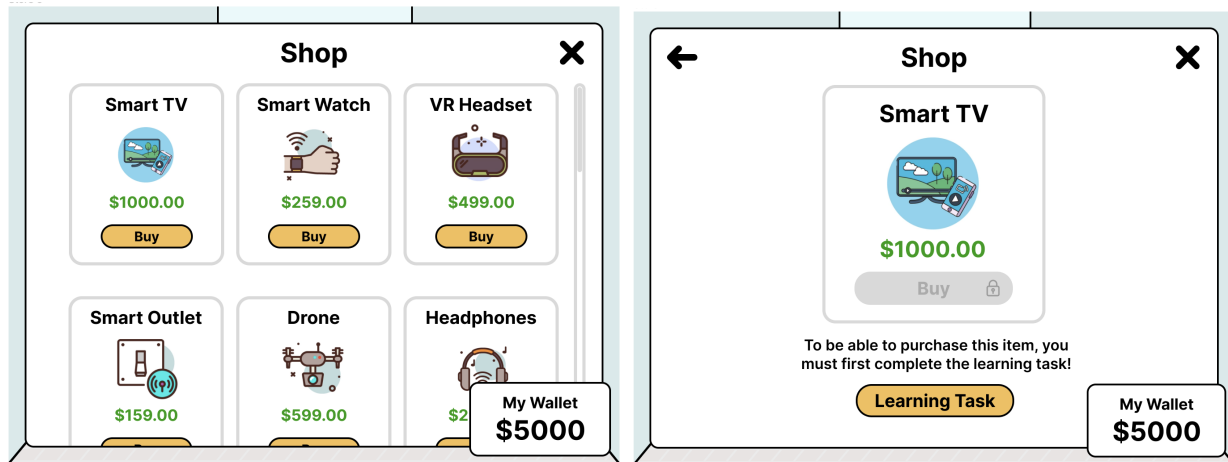 Shop
Smart TV
$1000.00
Buy
Smart Watch
$259.00
Buy
VR Headset
$499.00
Buy
Smart Outlet
$159.00
Drone
$599.00
Headphones
My Wallet
$5000
Shop
Smart TV
$1000.00
Buy
To be able to purchase this item, you
must first complete the learning task!
Learning Task
My Wallet
$5000